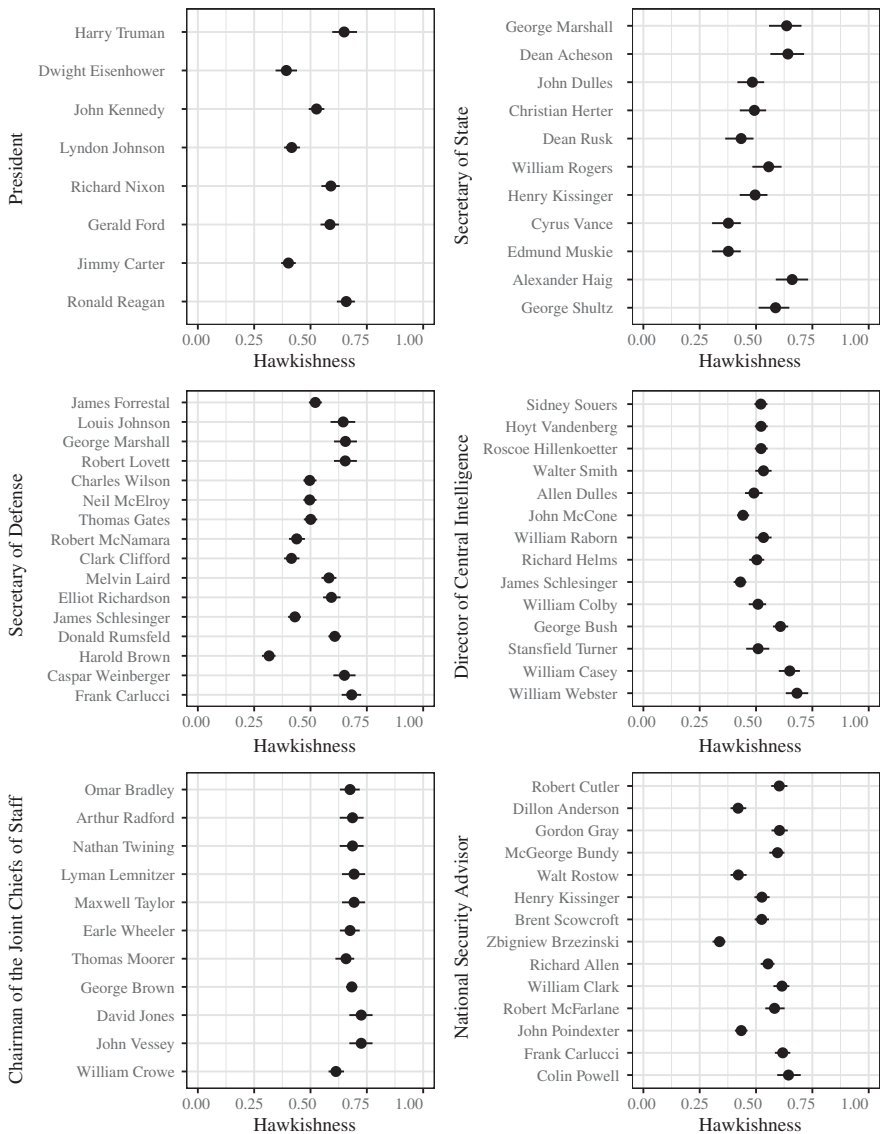 President
Harry Truman
Dwight Eisenhower
John Kennedy
Lyndon Johnson
Richard Nixon
Gerald Ford
Jimmy Carter
Ronald Reagan
0.00 0.25 0.50 0.75 1.00
Hawkishness
Secretary of State
George Marshall
Dean Acheson
John Dulles
Christian Herter
Dean Rusk
William Rogers
Henry Kissinger
Cyrus Vance
Edmund Muskie
Alexander Haig
George Shultz
0.00 0.25 0.50 0.75 1.00
Hawkishness
Secretary of Defense
James Forrestal
Louis Johnson
George Marshall
Robert Lovett
Charles Wilson
Neil McElroy
Thomas Gates
Robert McNamara
Clark Clifford
Melvin Laird
Elliot Richardson
James Schlesinger
Donald Rumsfeld
Harold Brown
Caspar Weinberger
Frank Carlucci
0.00 0.25 0.50 0.75 1.00
Hawkishness
Director of Central Intelligence
Sidney Souers
Hoyt Vandenberg
Roscoe Hillenkoetter
Walter Smith
Allen Dulles
John McCone
William Raborn
Richard Helms
James Schlesinger
William Colby
George Bush
Stansfield Turner
William Casey
William Webster
0.00 0.25 0.50 0.75 1.00
Hawkishness
Chairman of the Joint Chiefs of Staff
Omar Bradley
Arthur Radford
Nathan Twining
Lyman Lemnitzer
Maxwell Taylor
Earle Wheeler
Thomas Moorer
George Brown
David Jones
John Vessey
William Crowe
0.00 0.25 0.50 0.75 1.00
Hawkishness
National Security Advisor
Robert Cutler
Dillon Anderson
Gordon Gray
McGeorge Bundy
Walt Rostow
Henry Kissinger
Brent Scowcroft
Zbigniew Brzezinski
Richard Allen
William Clark
Robert McFarlane
John Poindexter
Frank Carlucci
Colin Powell
0.00 0.25 0.50 0.75 1.00
Hawkishness